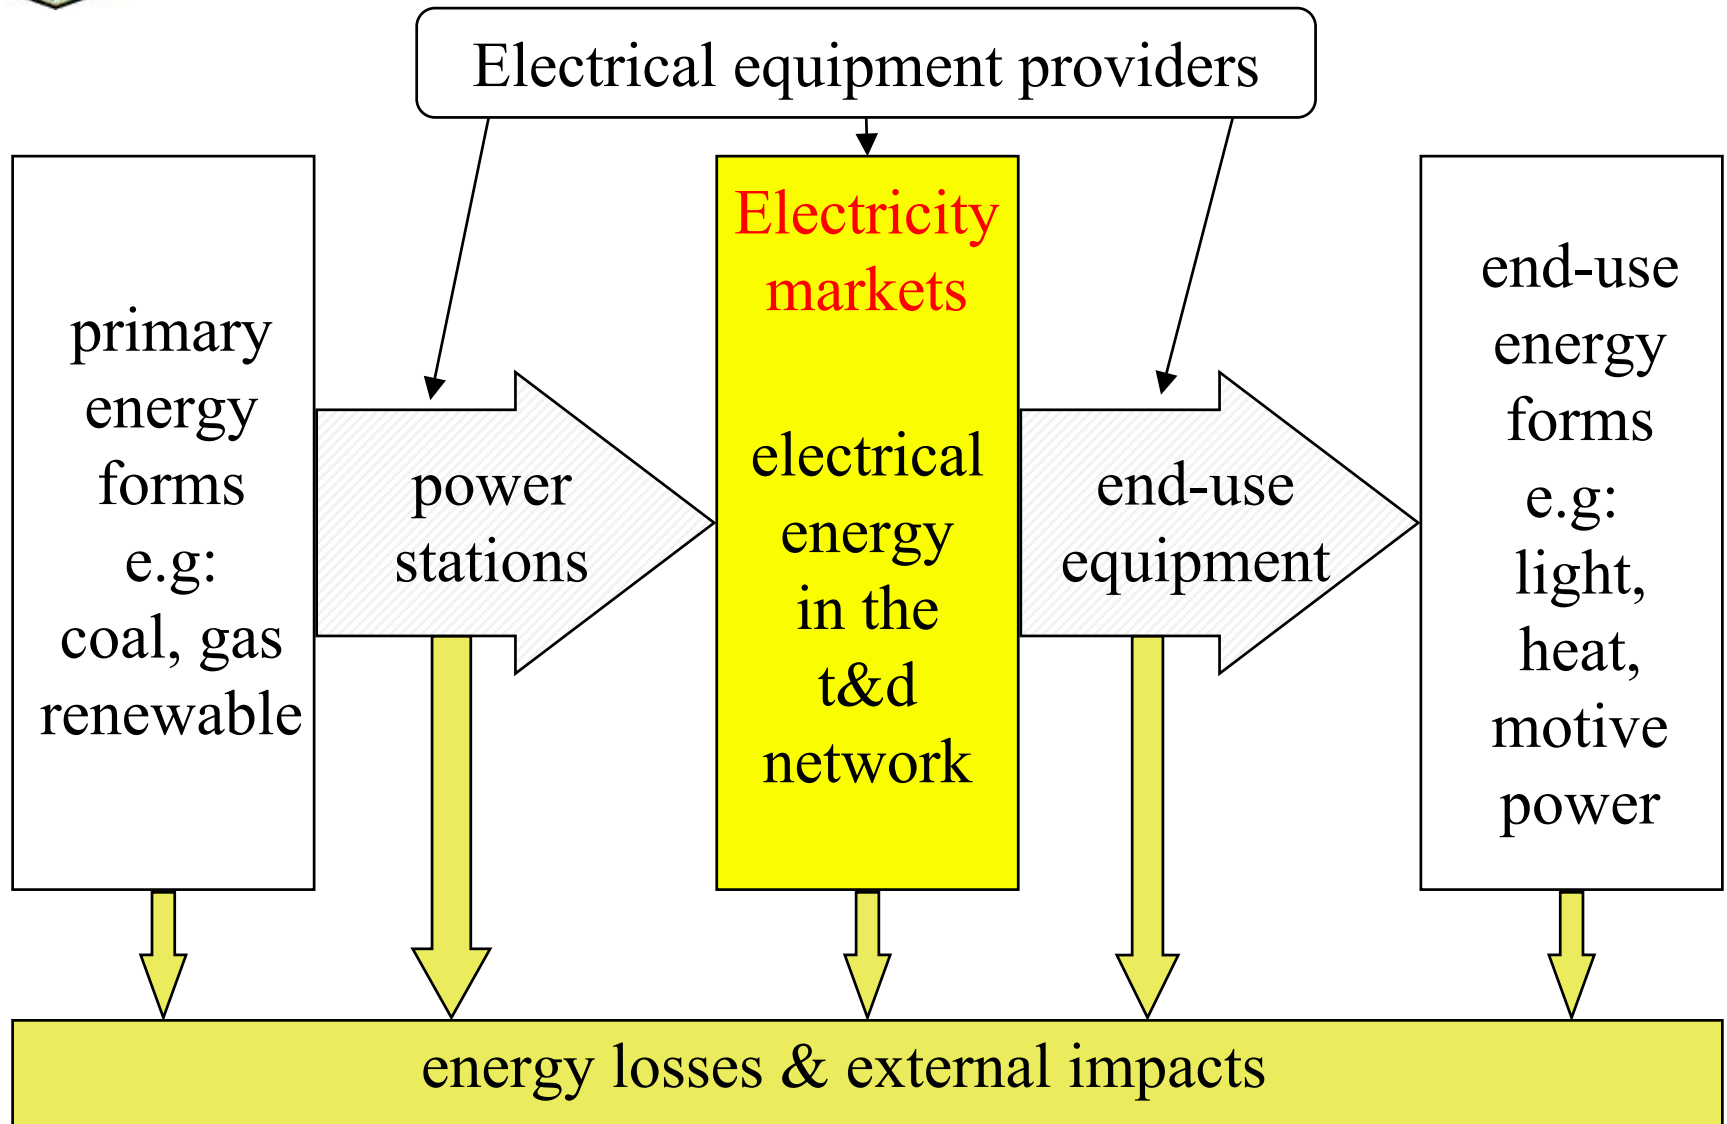 Electrical equipment providers
primary
energy
forms
e.g:
coal, gas
renewable
power
stations
Electricity
markets
electrical
energy
in the
t&d
network
end-use
equipment
end-use
energy
forms
e.g:
light,
heat,
motive
power
energy losses & external impacts